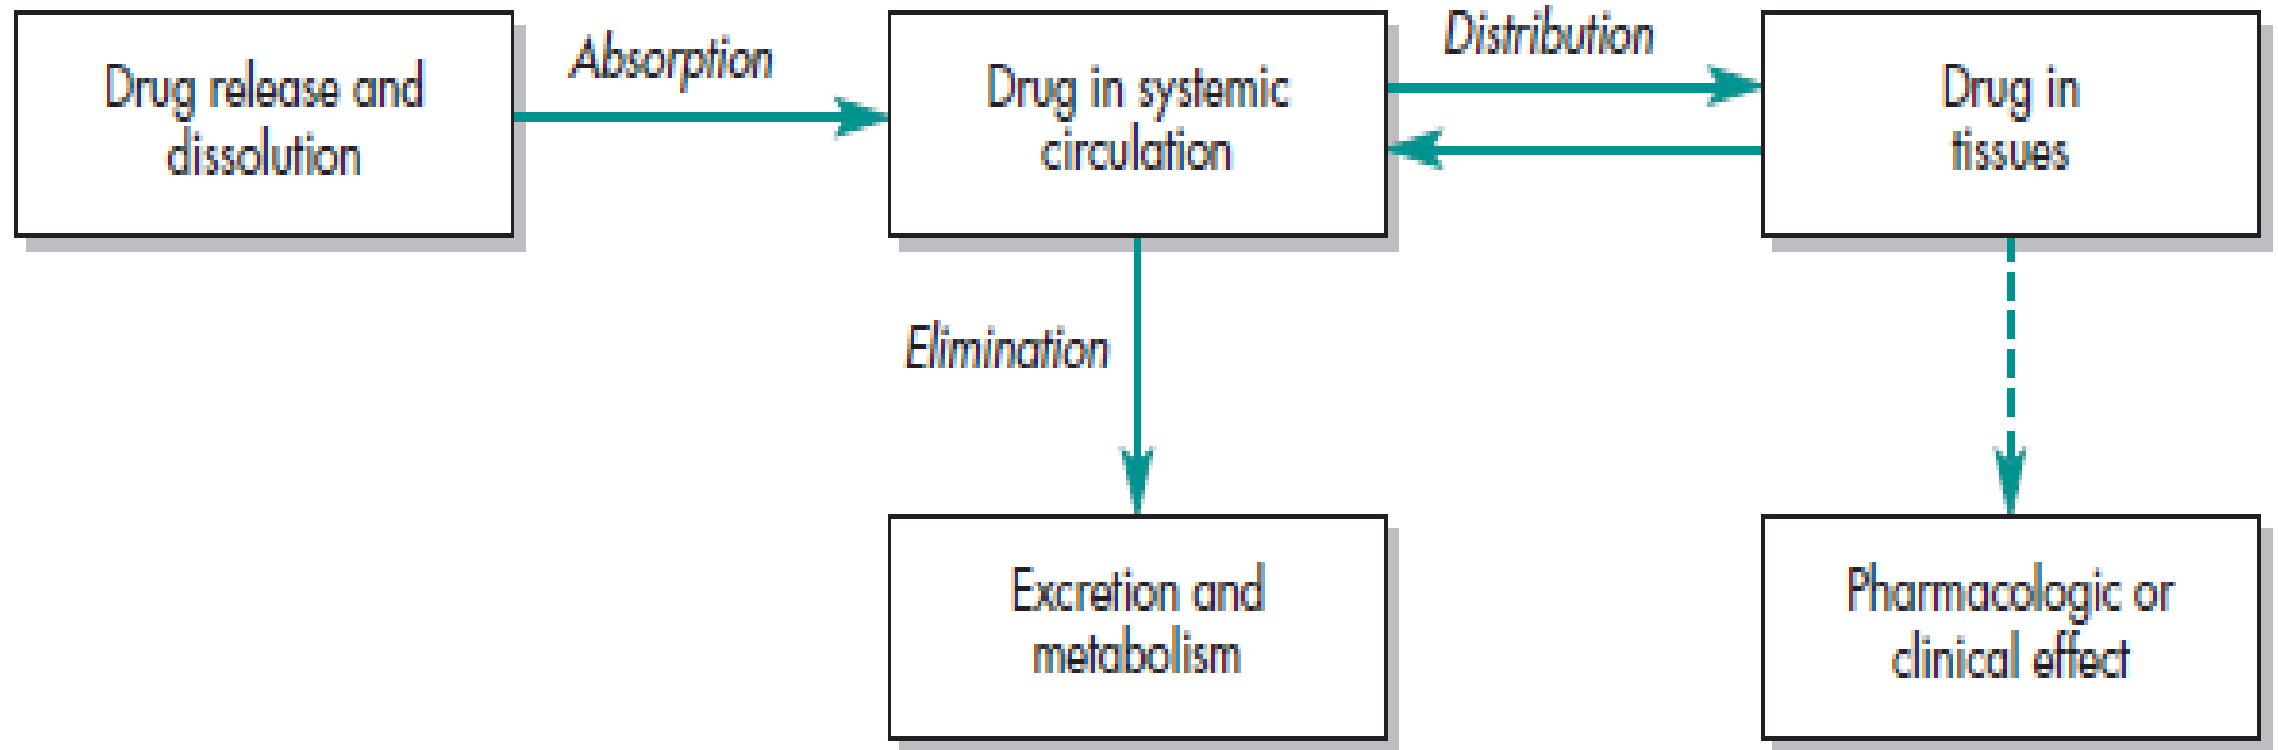 Drug release and
dissolution
Absorption
Drug in systemic
circulation
Distribution
Drug in
tissues
Elimination
Excretion and
metabolism
Pharmacologic or
clinical effect